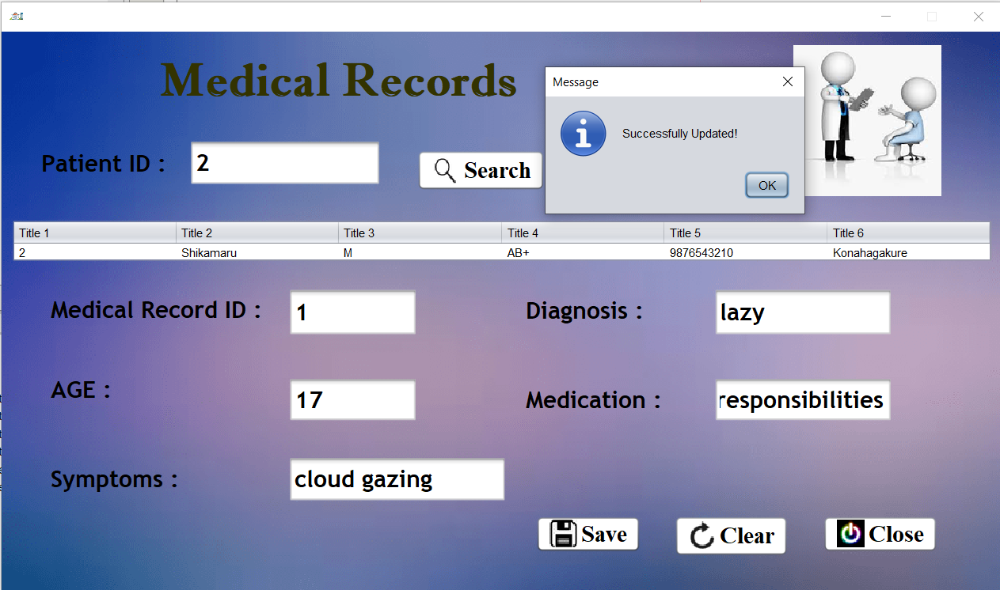 Medical Records
Message
Successfully Updated!
OK
Patient ID : 2 Search
Title 1 Title 2 Title 3 Title 4 Title 5 Title 6
2 Shikamaru M AB+ 9876543210 Konahagakure
Medical Record ID : 1 Diagnosis : lazy
AGE : 17 Medication : responsibilities
Symptoms : cloud gazing
Save Clear Close